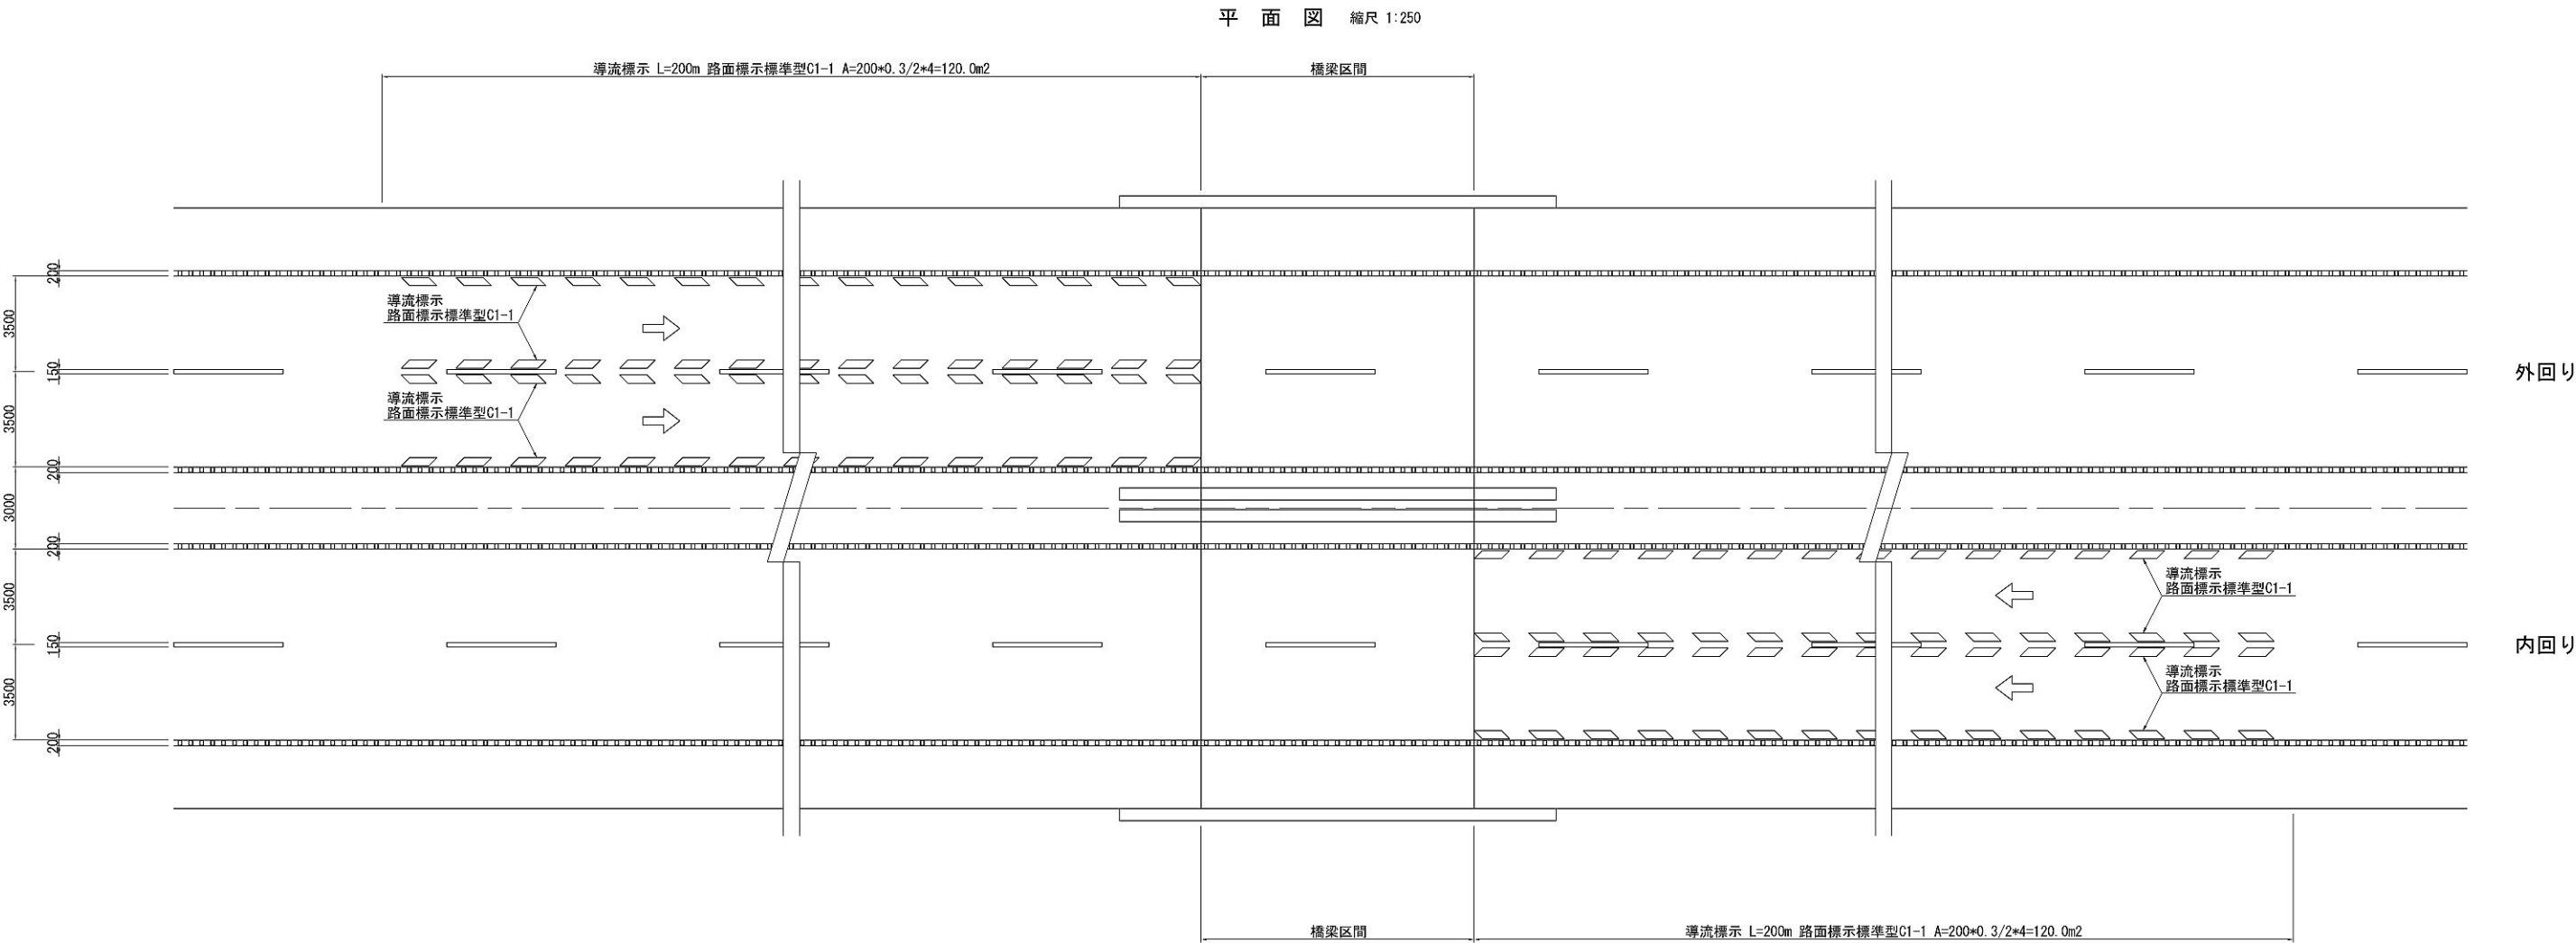 平 面 図 縮尺 1:250
導流標示 L=200m 路面標示標準型C1-1 A=200*0.3/2*4=120.0m2
橋梁区間
200
3500
150
3500
200
3000
200
3500
150
3500
200
導流標示
路面標示標準型C1-1
導流標示
路面標示標準型C1-1
外回り
導流標示
路面標示標準型C1-1
内回り
導流標示
路面標示標準型C1-1
橋梁区間
導流標示 L=200m 路面標示標準型C1-1 A=200*0.3/2*4=120.0m2